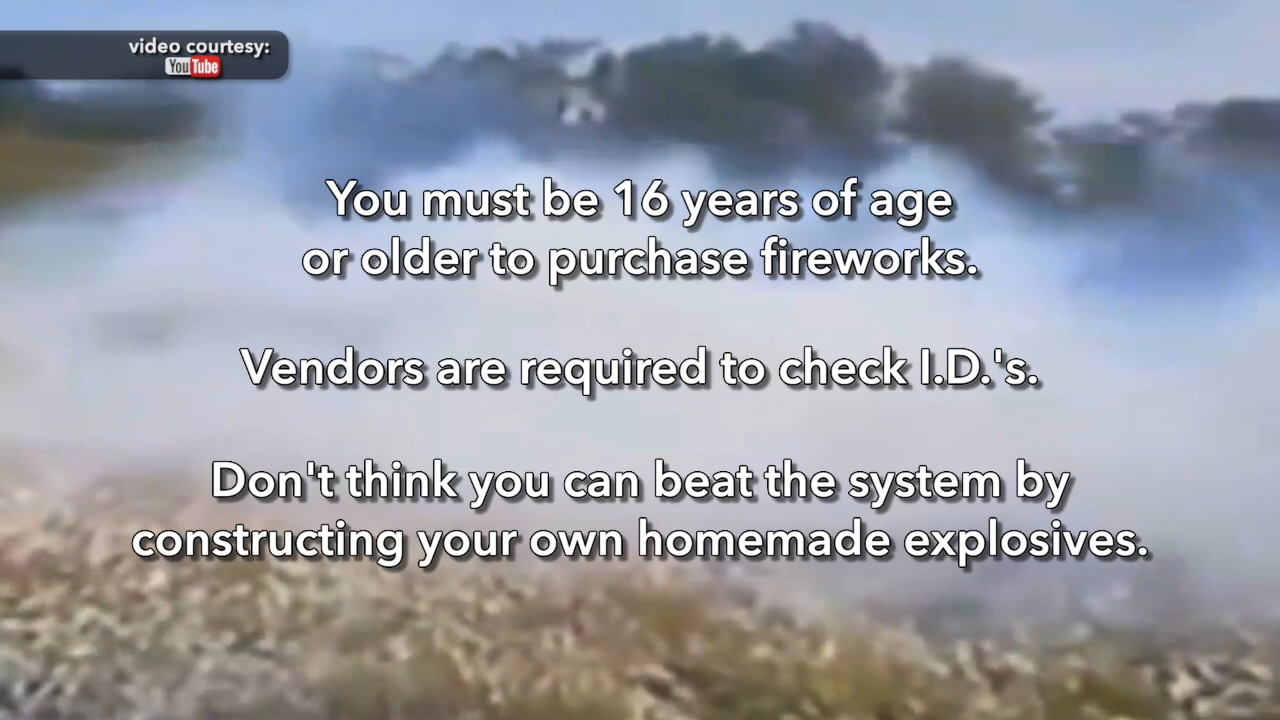 video courtesy:
YouTube
You must be 16 years of age
or older to purchase fireworks.
Vendors are required to check I.D.'s.
Don't think you can beat the system by
constructing your own homemade explosives.